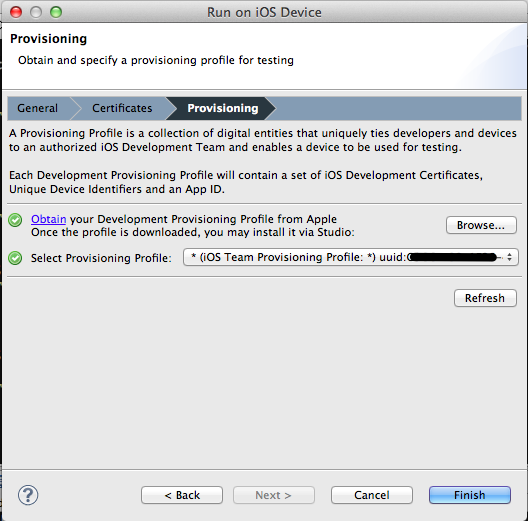 Run on iOS Device
Provisioning
Obtain and specify a provisioning profile for testing
General
Certificates
Provisioning
A Provisioning Profile is a collection of digital entities that uniquely ties developers and devices
to an authorized iOS Development Team and enables a device to be used for testing.
Each Development Provisioning Profile will contain a set of iOS Development Certificates,
Unique Device Identifiers and an App ID.
Obtain your Development Provisioning Profile from Apple
Once the profile is downloaded, you may install it via Studio:
Browse...
Select Provisioning Profile:
* (iOS Team Provisioning Profile: *) uuid:
Refresh
?
< Back
Next >
Cancel
Finish